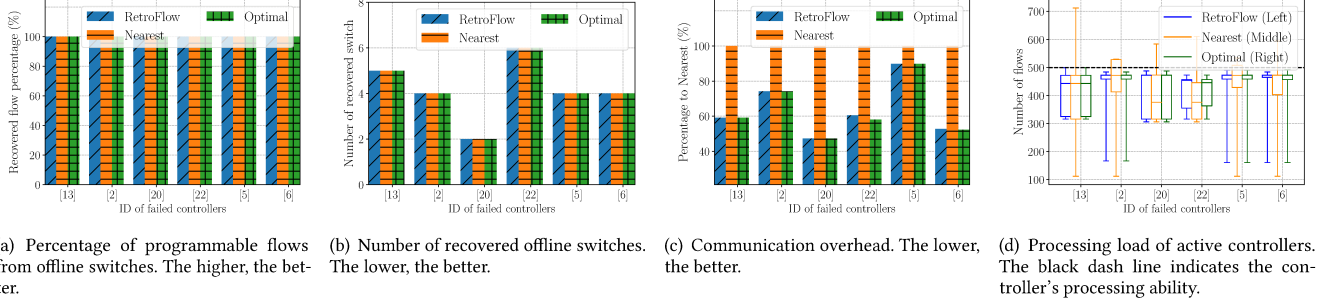 Recovered flow percentage (%)
100
80
60
40
20
0
RetroFlow
Nearest
Optimal
[13] [2] [20] [22] [5] [6]
ID of failed controllers
Number of recovered switch
8
6
4
2
0
RetroFlow
Nearest
Optimal
[13] [2] [20] [22] [5] [6]
ID of failed controllers
Percentage to Nearest (%)
100
80
60
40
RetroFlow
Nearest
Optimal
[13] [2] [20] [22] [5] [6]
ID of failed controllers
Number of flows
700
600
500
400
300
200
100
RetroFlow (Left)
Nearest (Middle)
Optimal (Right)
[13] [2] [20] [22] [5] [6]
ID of failed controllers
a) Percentage of programmable flows
from offline switches. The higher, the bet-
ter.
(b) Number of recovered offline switches.
The lower, the better.
(c) Communication overhead. The lower,
the better.
(d) Processing load of active controllers.
The black dash line indicates the con-
troller's processing ability.